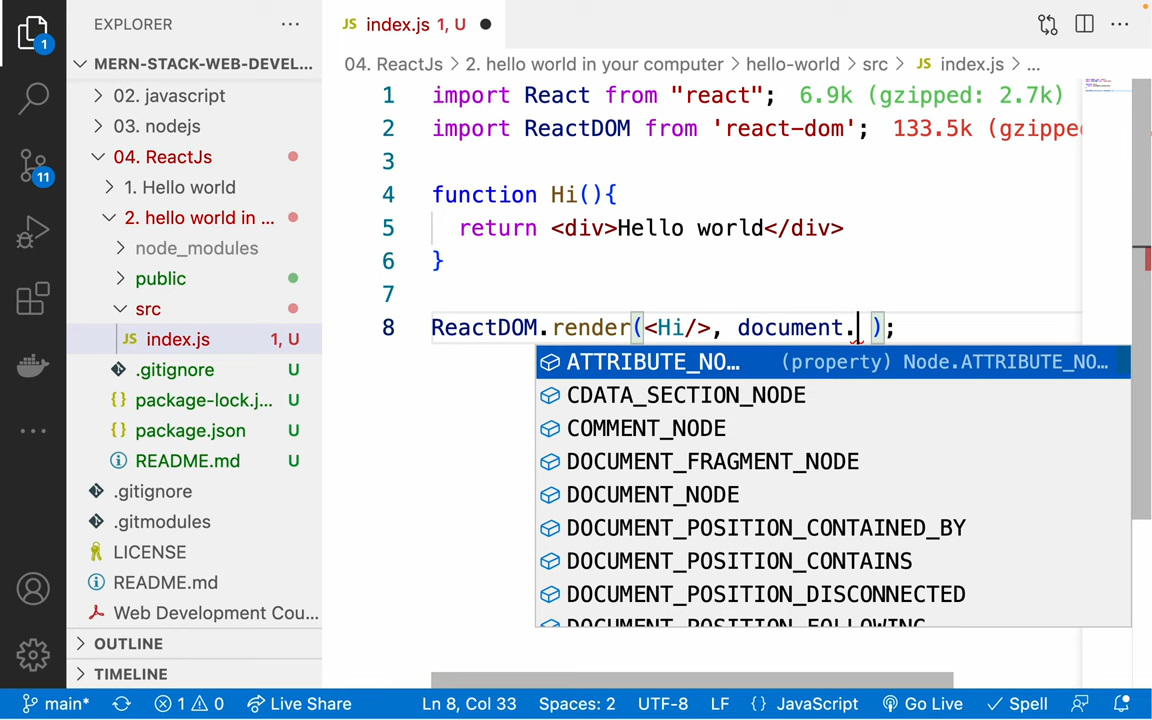 EXPLORER
JS index.js 1, U
1
MERN-STACK-WEB-DEVEL...
04. ReactJs > 2. hello world in your computer > hello-world > src > JS index.js > ...
02. javascript
03. nodejs
04. ReactJs
1. Hello world
2. hello world in ...
node_modules
public
src
JS index.js 1, U
.gitignore U
package-lock.j... U
package.json U
README.md U
.gitignore
.gitmodules
LICENSE
README.md
Web Development Cou...
OUTLINE
TIMELINE
11
1 import React from "react"; 6.9k (gzipped: 2.7k)
2 import ReactDOM from 'react-dom'; 133.5k (gzippe
3
4 function Hi(){
5 return <div>Hello world</div>
6 }
7
8 ReactDOM.render(<Hi/>, document. );
ATTRIBUTE_NO... (property) Node.ATTRIBUTE_NO...
CDATA_SECTION_NODE
COMMENT_NODE
DOCUMENT_FRAGMENT_NODE
DOCUMENT_NODE
DOCUMENT_POSITION_CONTAINED_BY
DOCUMENT_POSITION_CONTAINS
DOCUMENT_POSITION_DISCONNECTED
DOCUMENT_POSITION_FOLLOWING
main* 1 0 Live Share Ln 8, Col 33 Spaces: 2 UTF-8 LF {} JavaScript Go Live Spell